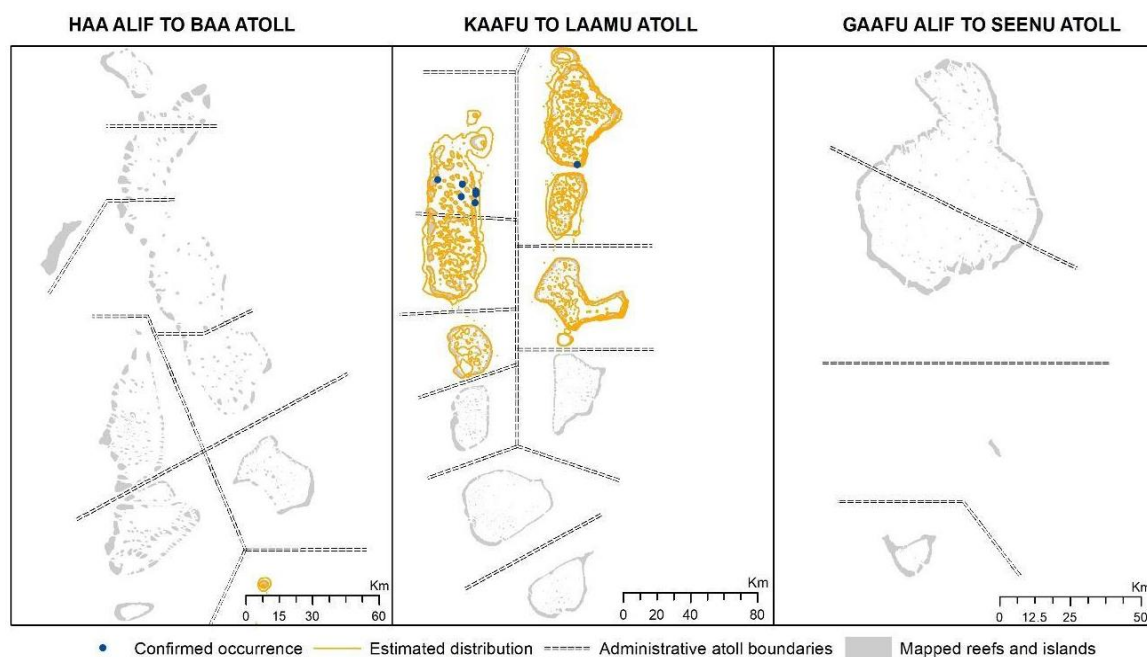 HAA ALIF TO BAA ATOLL
KAAFU TO LAAMU ATOLL
GAAFU ALIF TO SEENU ATOLL
Km
0 15 30 60
Km
0 20 40 80
Km
0 12.5 25 50
Confirmed occurrence Estimated distribution Administrative atoll boundaries Mapped reefs and islands